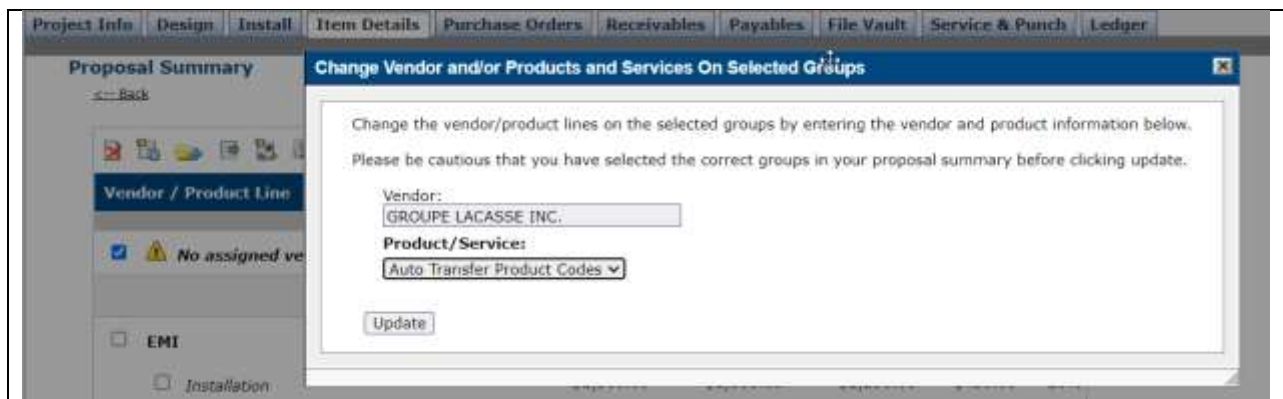 Project Info Design Install Item Details Purchase Orders Receivables Payables File Vault Service & Punch Ledger
Proposal Summary
<-- Back
Change Vendor and/or Products and Services On Selected Groups
Change the vendor/product lines on the selected groups by entering the vendor and product information below.
Please be cautious that you have selected the correct groups in your proposal summary before clicking update.
Vendor / Product Line
Vendor:
GROUPE LACASSE INC.
Product/Service:
No assigned ve
Auto Transfer Product Codes
Update
EMI
Installation